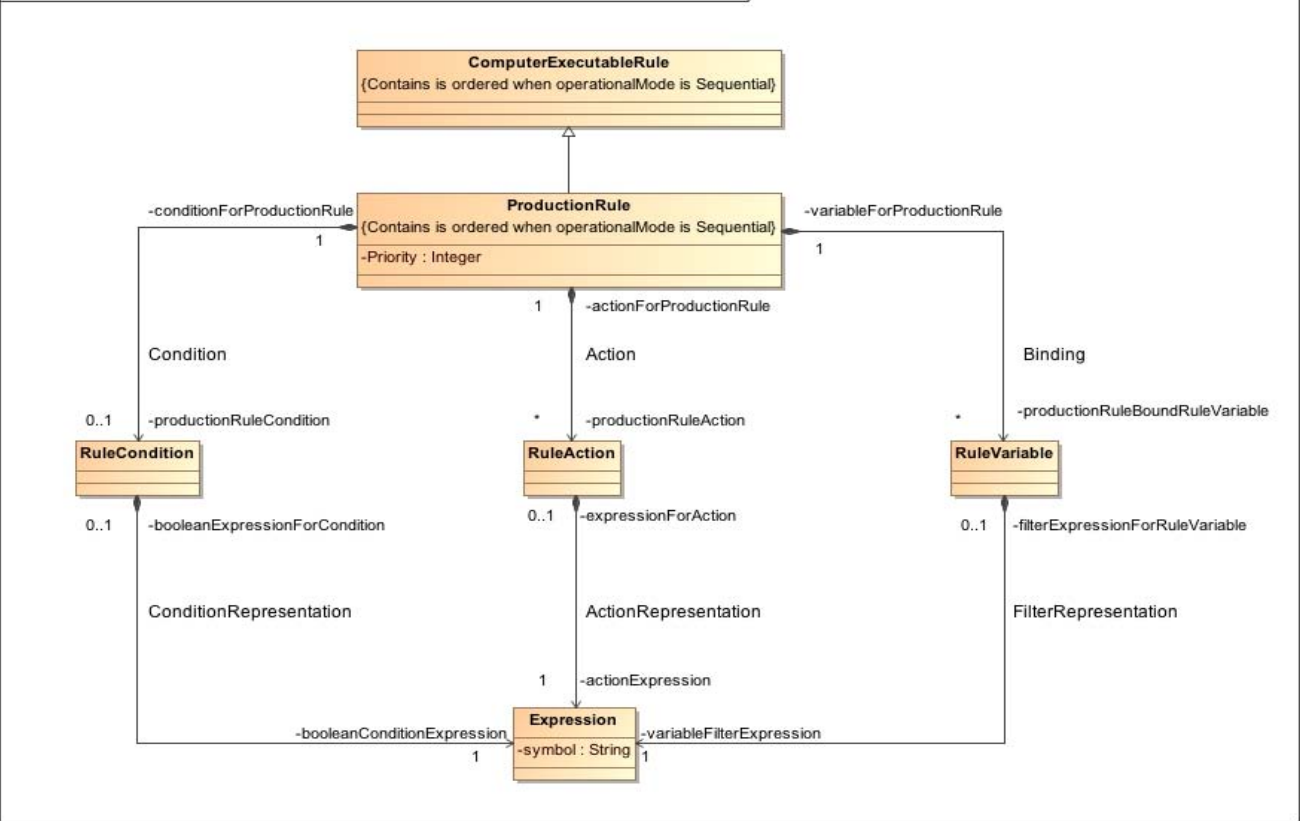 ComputerExecutableRule
{Contains is ordered when operationalMode is Sequential}
-conditionForProductionRule
1
ProductionRule
{Contains is ordered when operationalMode is Sequential}
-Priority : Integer
-variableForProductionRule
1
1
-actionForProductionRule
Condition
Action
Binding
0..1
-productionRuleCondition
*
-productionRuleAction
*
-productionRuleBoundRuleVariable
RuleCondition
RuleAction
RuleVariable
0..1
-booleanExpressionForCondition
0..1
-expressionForAction
0..1
-filterExpressionForRuleVariable
ConditionRepresentation
ActionRepresentation
FilterRepresentation
1
-actionExpression
-booleanConditionExpression
1
Expression
-symbol : String
-variableFilterExpression
1